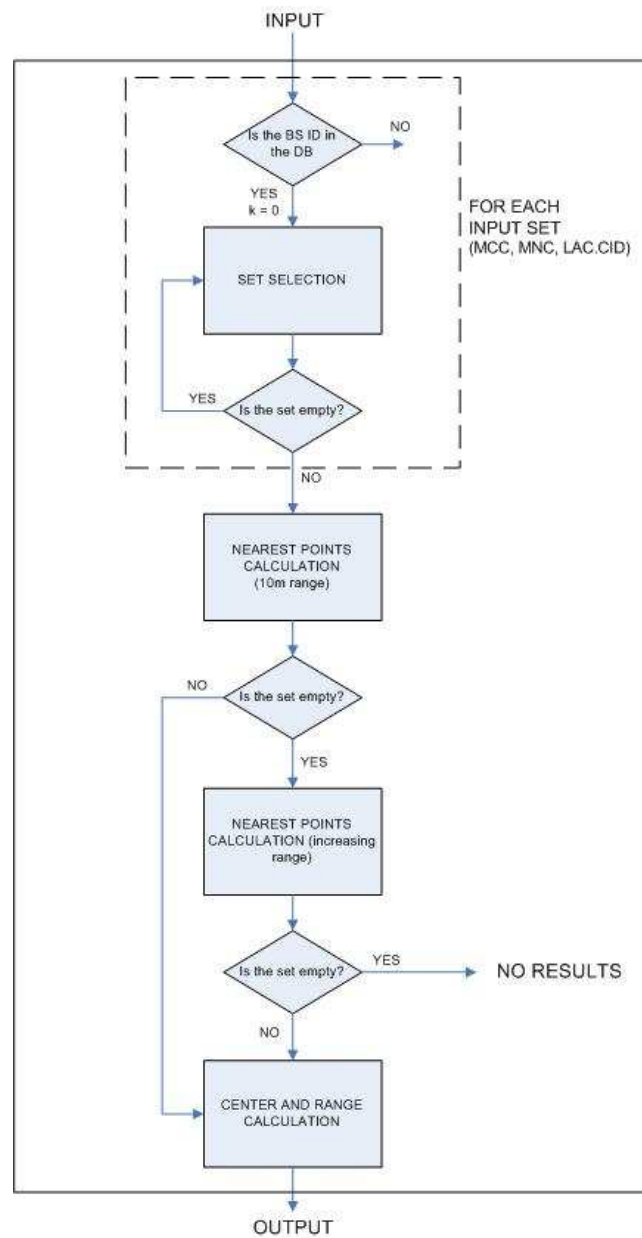 INPUT
Is the BS ID in
the DB
NO
YES
k = 0
FOR EACH
INPUT SET
(MCC, MNC, LAC.CID)
SET SELECTION
YES
Is the set empty?
NO
NEAREST POINTS
CALCULATION
(10m range)
NO
Is the set empty?
YES
NEAREST POINTS
CALCULATION (increasing
range)
Is the set empty?
YES
NO RESULTS
NO
CENTER AND RANGE
CALCULATION
OUTPUT